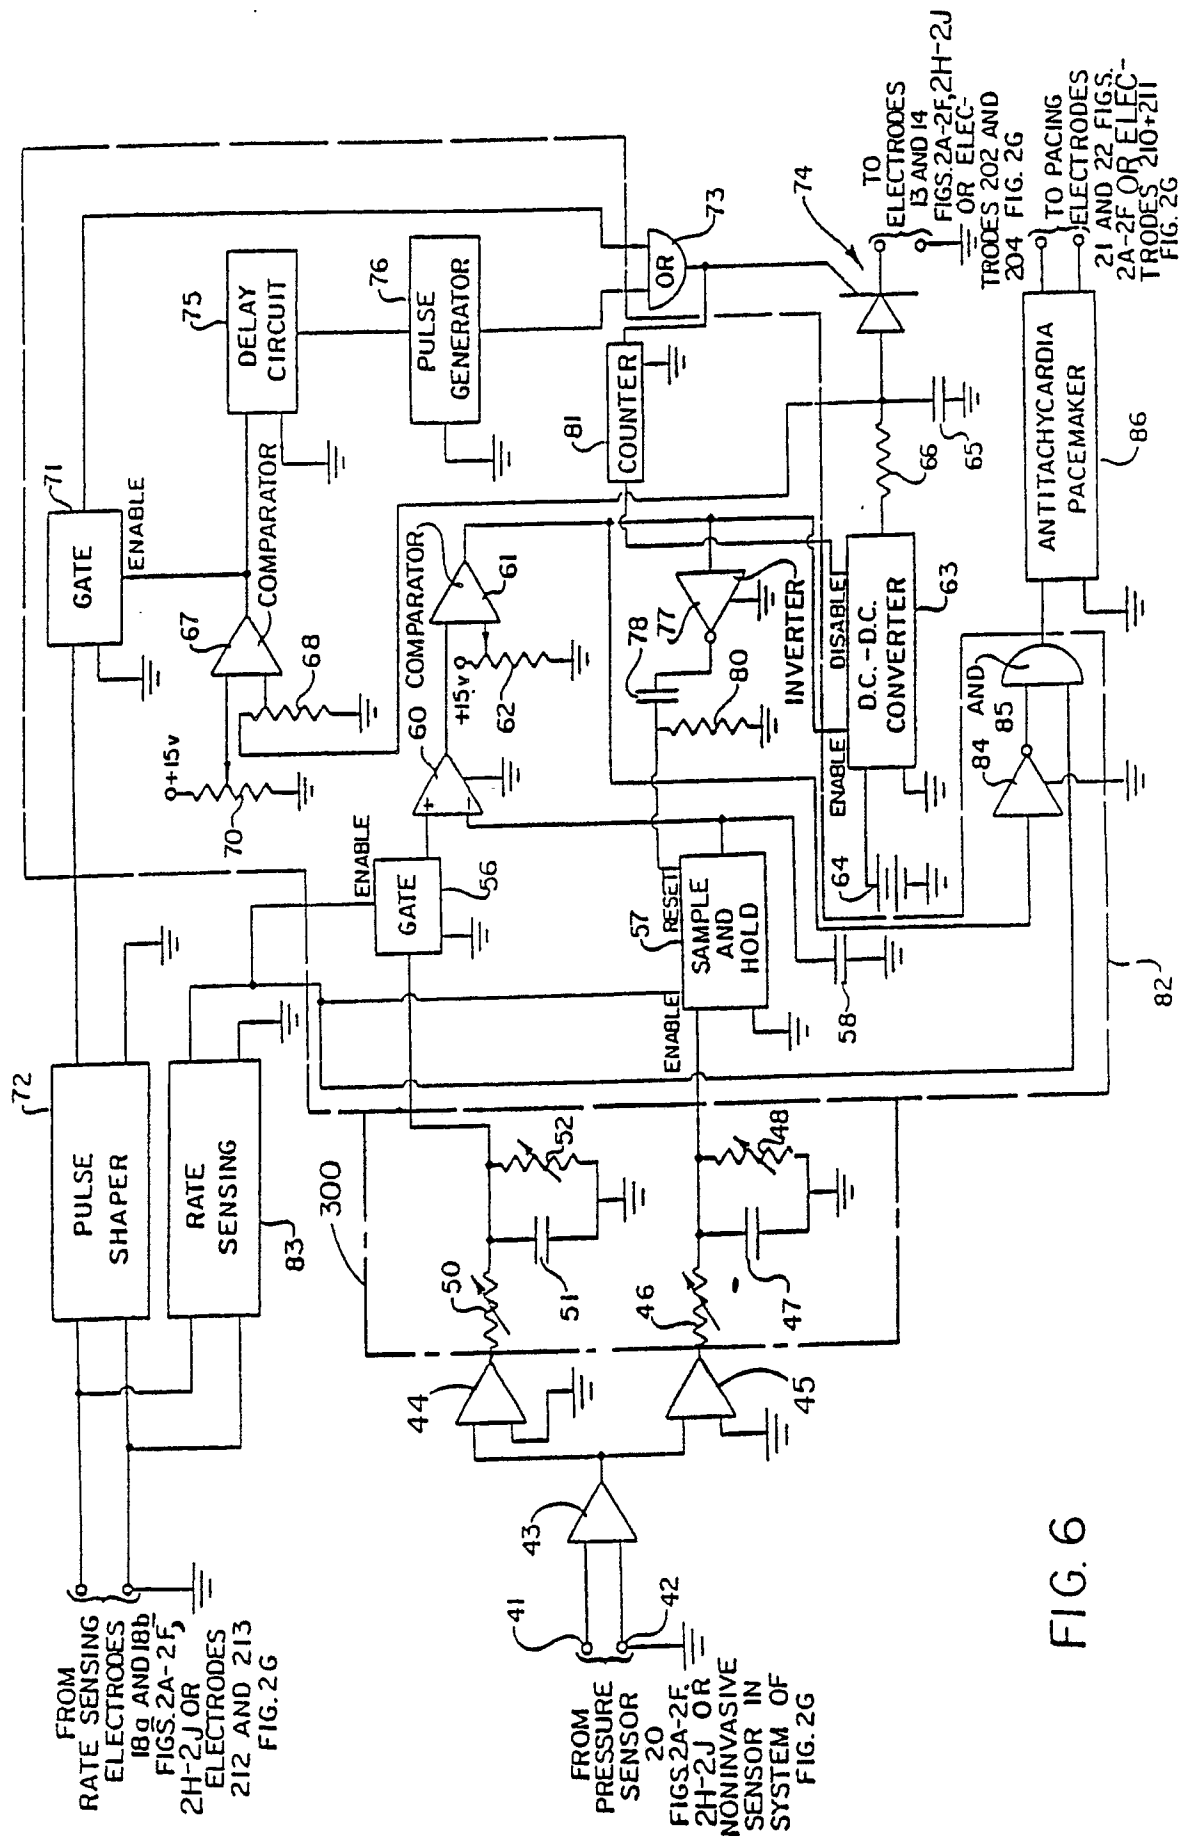 FROM
RATE SENSING
ELECTRODES
18a AND 18b
FIGS. 2A-2F,
2H-2J OR
ELECTRODES
212 AND 213
FIG. 2G
72
PULSE
SHAPER
RATE
SENSING
83
71
GATE
ENABLE
67
COMPARATOR
68
+15v
70
75
DELAY
CIRCUIT
76
PULSE
GENERATOR
OR
73
74
TO
ELECTRODES
13 AND 14
FIGS. 2A-2F, 2H-2J
OR ELEC-
TRODES 202 AND
204 FIG. 2G
FROM
PRESSURE
SENSOR
20
FIGS. 2A-2F.
2H-2J OR
NONINVASIVE
SENSOR IN
SYSTEM OF
FIG. 2G
41
42
43
44
45
300
50
51
52
46
47
48
ENABLE
GATE
56
60
COMPARATOR
61
+15v
62
81
COUNTER
57
ENABLE
RESET
SAMPLE
AND
HOLD
58
78
77
80
INVERTER
ENABLE
DISABLE
D.C.-D.C.
CONVERTER
63
64
66
65
84
AND
85
82
ANTITACHYCARDIA
PACEMAKER
86
TO PACING
ELECTRODES
21 AND 22 FIGS.
2A-2F OR ELEC-
TRODES 210+211
FIG. 2G
FIG. 6